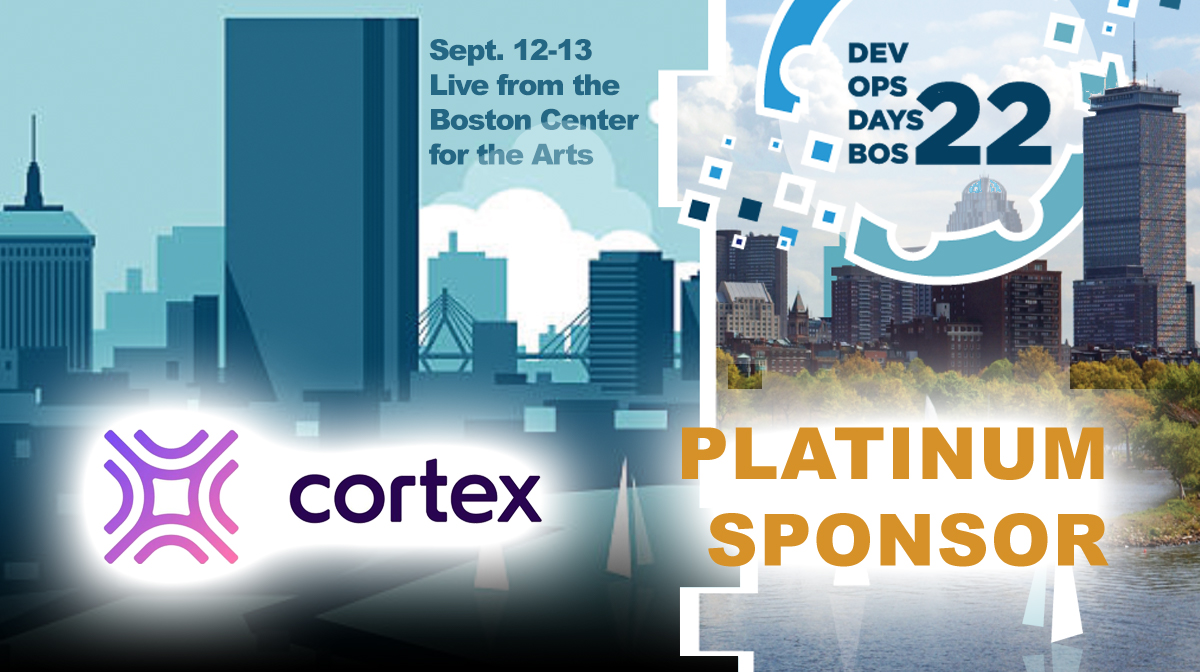 Sept. 12-13
Live from the
Boston Center
for the Arts
DEV
OPS
DAYS
BOS 22
cortex
PLATINUM
SPONSOR